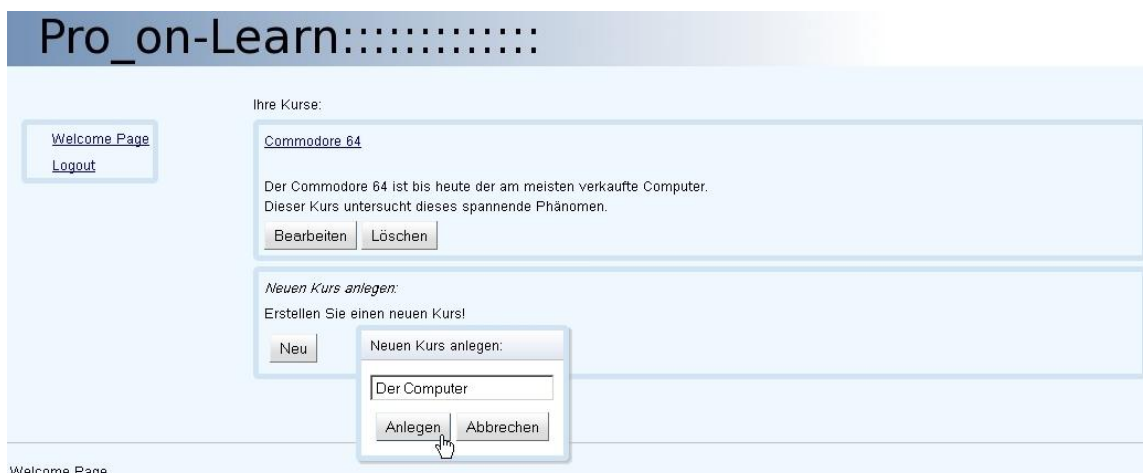 Pro_on-Learn:::::::::::::
Ihre Kurse:
Welcome Page
Logout
Commodore 64
Der Commodore 64 ist bis heute der am meisten verkaufte Computer.
Dieser Kurs untersucht dieses spannende Phänomen.
Bearbeiten Löschen
Neuen Kurs anlegen:
Erstellen Sie einen neuen Kurs!
Neu
Neuen Kurs anlegen:
Der Computer
Anlegen Abbrechen
Welcome Page